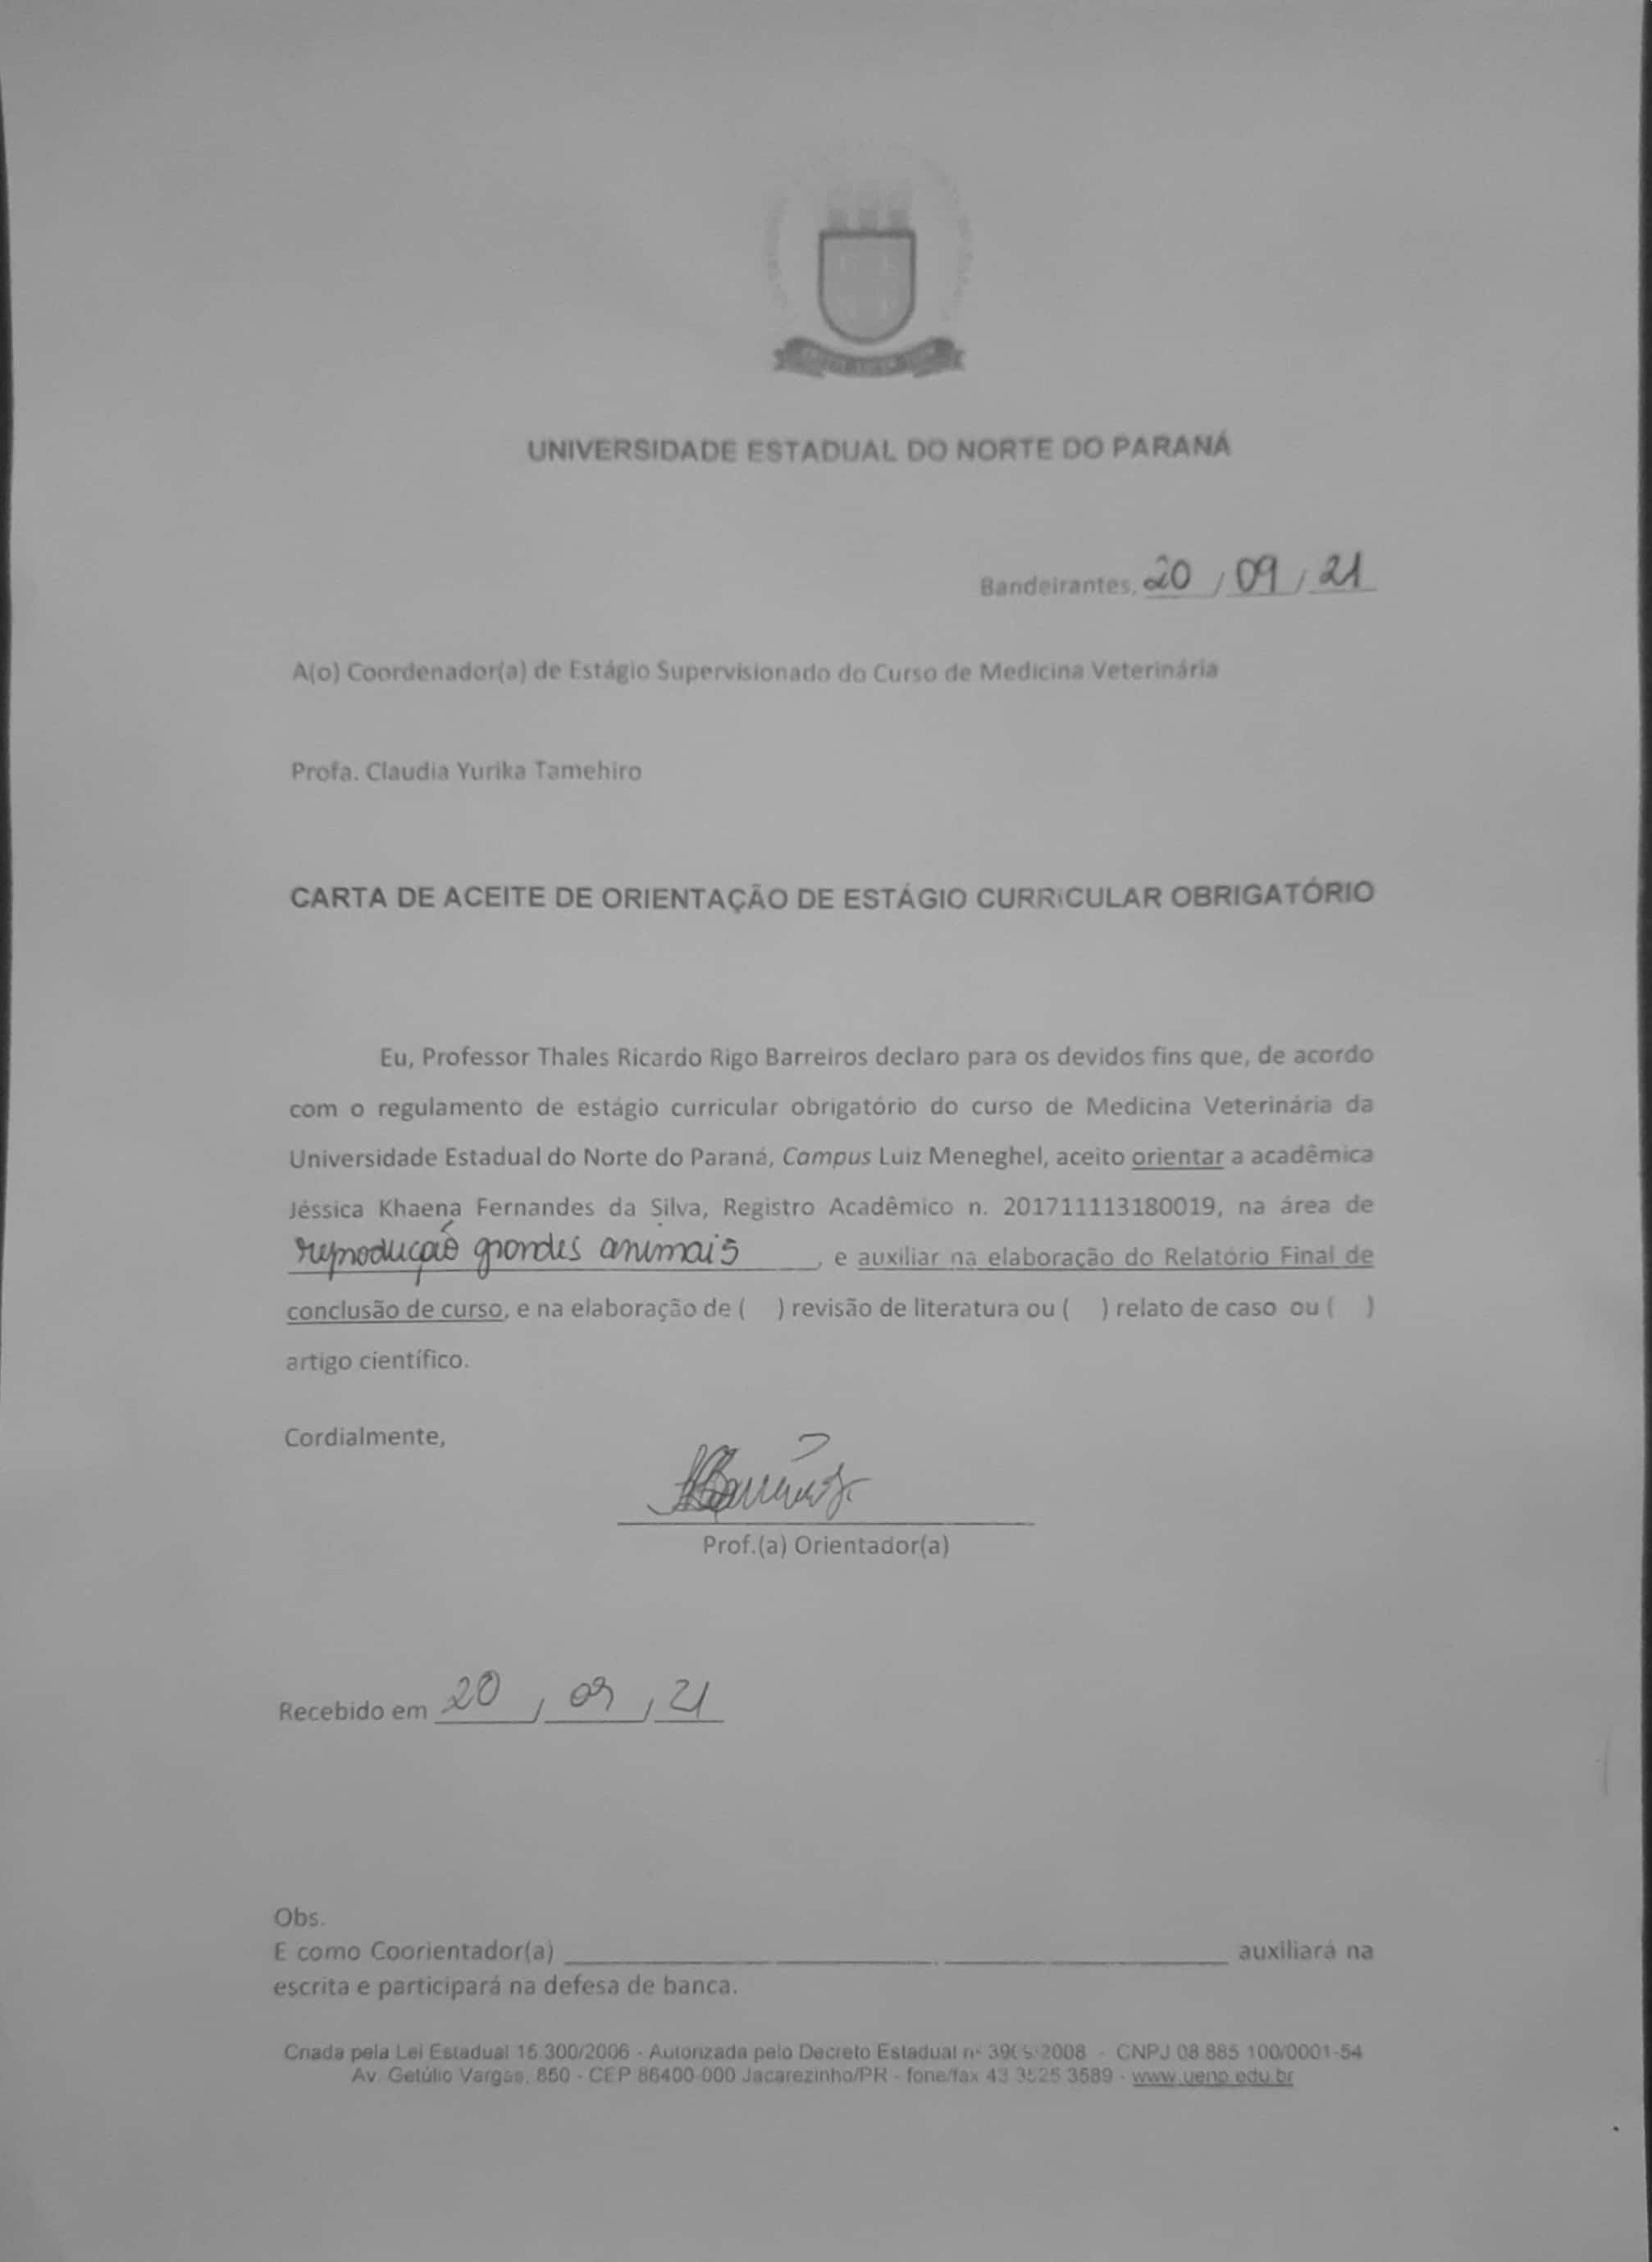 UNIVERSIDADE ESTADUAL DO NORTE DO PARANÁ
Bandeirantes, 20 / 09 / 21
A(o) Coordenador(a) de Estágio Supervisionado do Curso de Medicina Veterinária
Profa. Claudia Yurika Tamehiro
CARTA DE ACEITE DE ORIENTAÇÃO DE ESTÁGIO CURRICULAR OBRIGATÓRIO
Eu, Professor Thales Ricardo Rigo Barreiros declaro para os devidos fins que, de acordo
com o regulamento de estágio curricular obrigatório do curso de Medicina Veterinária da
Universidade Estadual do Norte do Paraná, Campus Luiz Meneghel, aceito orientar a acadêmica
Jéssica Khaena Fernandes da Silva, Registro Acadêmico n. 201711113180019, na área de
reprodução grandes animais , e auxiliar na elaboração do Relatório Final de
conclusão de curso, e na elaboração de ( ) revisão de literatura ou ( ) relato de caso ou ( )
artigo científico.
Cordialmente,
Prof.(a) Orientador(a)
Recebido em 20 / 09 / 21
Obs.
E como Coorientador(a) ______ auxiliará na
escrita e participará na defesa de banca.
Criada pela Lei Estadual 15.300/2006 - Autorizada pelo Decreto Estadual nº /2008 - CNPJ 08.885.100/0001-54
Av. Getúlio Vargas, 850 - CEP 86400-000 Jacarezinho/PR - fone/fax 43 3525 3589 - www.uenp.edu.br